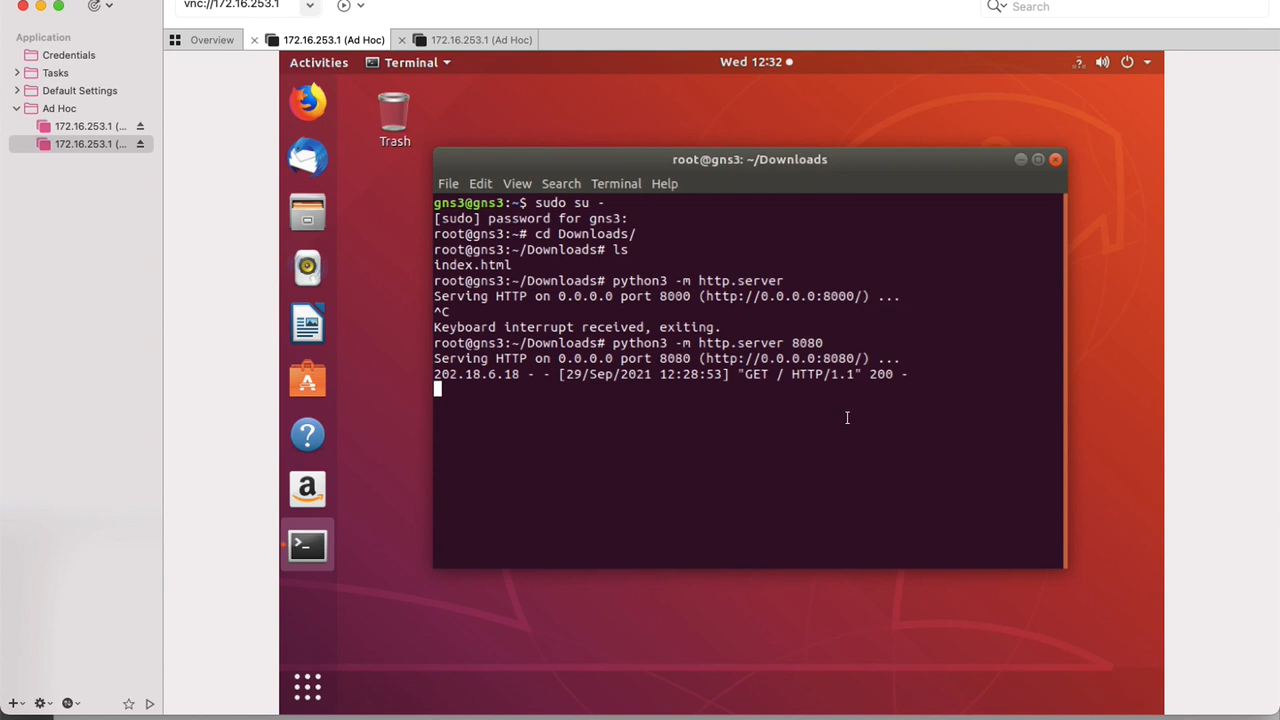 vnc://172.16.253.1
Search
Application
Credentials
Tasks
Default Settings
Ad Hoc
172.16.253.1 (...
172.16.253.1 (...
Overview
172.16.253.1 (Ad Hoc)
172.16.253.1 (Ad Hoc)
Activities
Terminal
Wed 12:32
Trash
root@gns3: ~/Downloads
File Edit View Search Terminal Help
gns3@gns3:~$ sudo su -
[sudo] password for gns3:
root@gns3:~# cd Downloads/
root@gns3:~/Downloads# ls
index.html
root@gns3:~/Downloads# python3 -m http.server
Serving HTTP on 0.0.0.0 port 8000 (http://0.0.0.0:8000/) ...
^C
Keyboard interrupt received, exiting.
root@gns3:~/Downloads# python3 -m http.server 8080
Serving HTTP on 0.0.0.0 port 8080 (http://0.0.0.0:8080/) ...
202.18.6.18 - - [29/Sep/2021 12:28:53] "GET / HTTP/1.1" 200 -